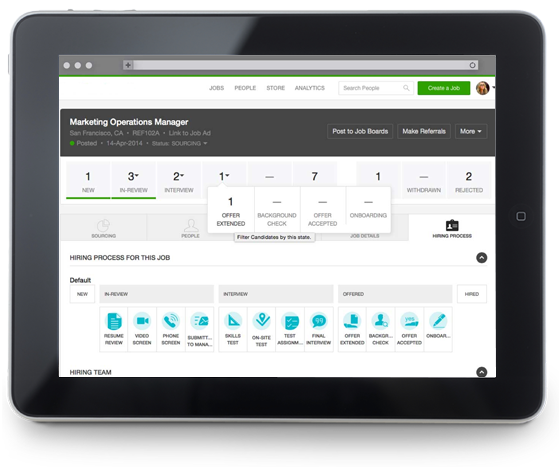 JOBS PEOPLE STORE ANALYTICS Search People Create a Job
Marketing Operations Manager
San Francisco, CA • REF102A • Link to Job Ad
Posted • 14-Apr-2014 • Status: SOURCING
Post to Job Boards Make Referrals More
1 3 2 1 — 7 1 — 2
NEW IN-REVIEW INTERVIEW WITHDRAWN REJECTED
1 — — —
OFFER EXTENDED BACKGROUND CHECK OFFER ACCEPTED ONBOARDING
Filter Candidates by this state.
SOURCING PEOPLE JOB DETAILS HIRING PROCESS
HIRING PROCESS FOR THIS JOB
Default
NEW IN-REVIEW INTERVIEW OFFERED HIRED
RESUME REVIEW VIDEO SCREEN PHONE SCREEN SUBMITT... TO MANA... SKILLS TEST ON-SITE TEST TEST ASSIGNM... FINAL INTERVIEW OFFER EXTENDED BACKG... CHECK OFFER ACCEPTED ONBOAR...
HIRING TEAM